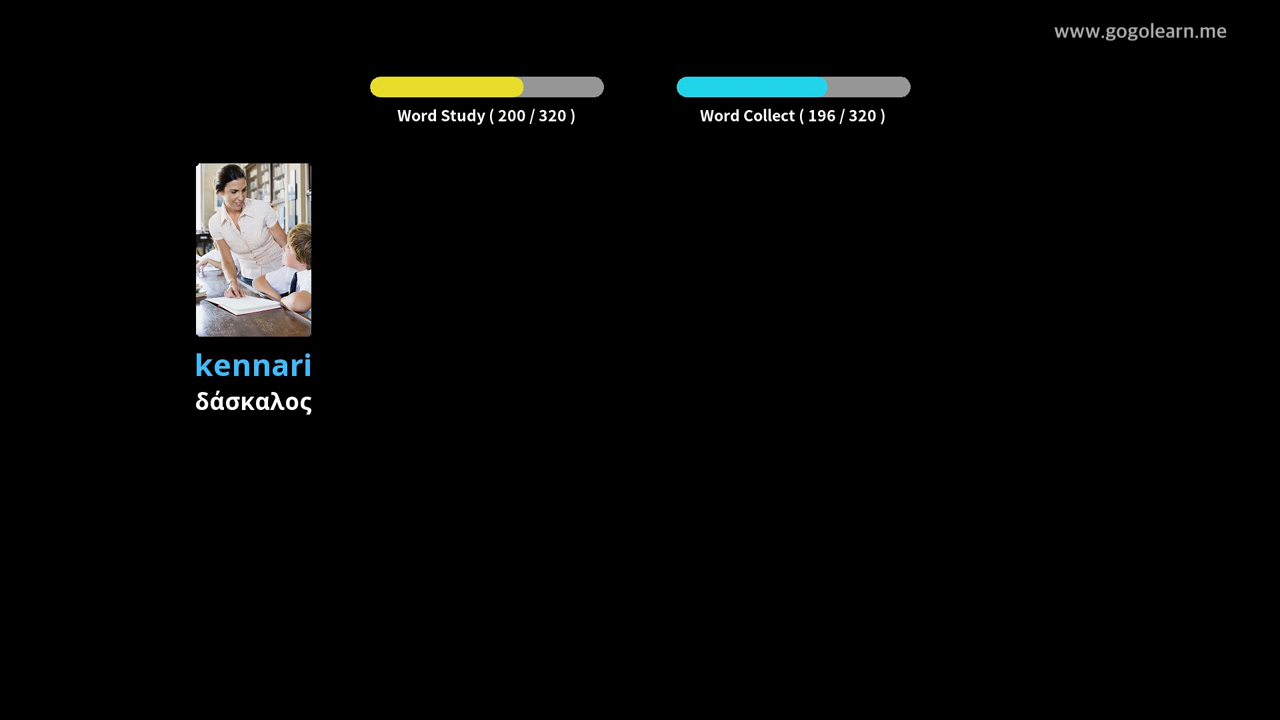 www.gogolearn.me
Word Study ( 200 / 320 )
Word Collect ( 196 / 320 )
kennari
δάσκαλος